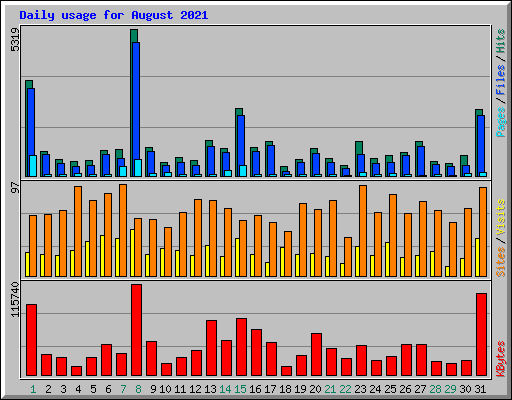 Daily usage for August 2021
5319
Pages / Files / Hits
97
Sites / Visits
115740
KBytes
1 2 3 4 5 6 7 8 9 10 11 12 13 14 15 16 17 18 19 20 21 22 23 24 25 26 27 28 29 30 31